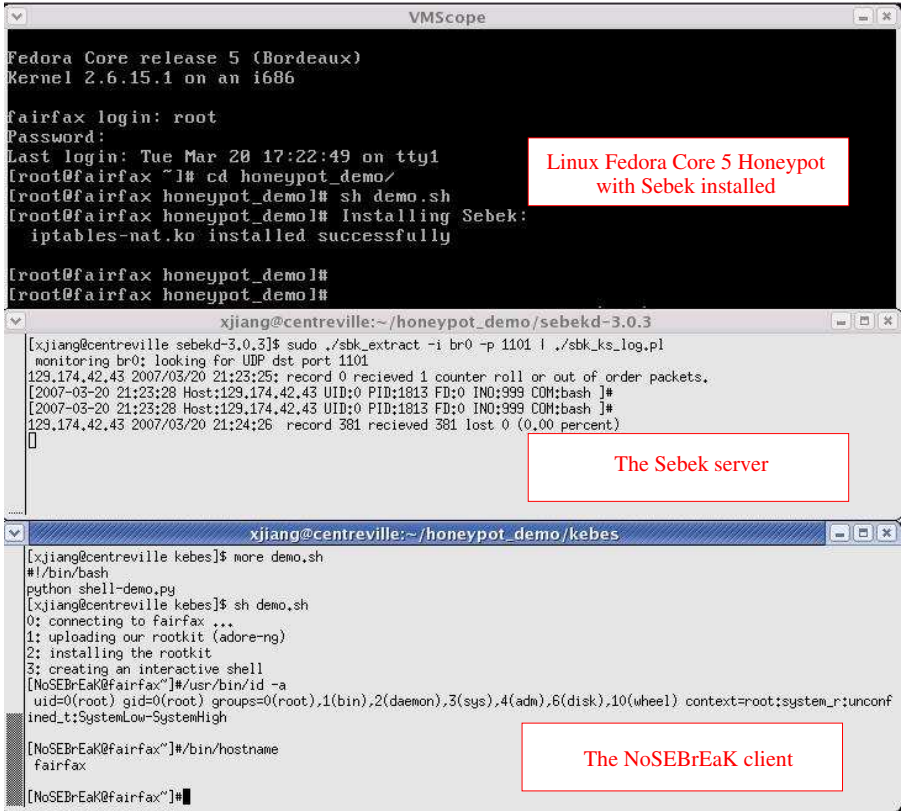 VMScope
Fedora Core release 5 (Bordeaux)
Kernel 2.6.15.1 on an i686
fairfax login: root
Password:
Last login: Tue Mar 20 17:22:49 on tty1
[root@fairfax ~]# cd honeypot_demo/
[root@fairfax honeypot_demo]# sh demo.sh
[root@fairfax honeypot_demo]# Installing Sebek:
iptables-nat.ko installed successfully
[root@fairfax honeypot_demo]#
[root@fairfax honeypot_demo]#
Linux Fedora Core 5 Honeypot
with Sebek installed
xjiang@centreville:~/honeypot_demo/sebekd-3.0.3
[xjiang@centreville sebekd-3.0.3]$ sudo ./sbk_extract -i br0 -p 1101 | ./sbk_ks_log.pl
monitoring br0: looking for UDP dst port 1101
129.174.42.43 2007/03/20 21:23:25: record 0 recieved 1 counter roll or out of order packets.
[2007-03-20 21:23:28 Host:129.174.42.43 UID:0 PID:1813 FD:0 INO:999 COM:bash ]#
[2007-03-20 21:23:28 Host:129.174.42.43 UID:0 PID:1813 FD:0 INO:999 COM:bash ]#
129.174.42.43 2007/03/20 21:24:26 record 381 recieved 381 lost 0 (0.00 percent)
The Sebek server
xjiang@centreville:~/honeypot_demo/kebes
[xjiang@centreville kebes]$ more demo.sh
#!/bin/bash
python shell-demo.py
[xjiang@centreville kebes]$ sh demo.sh
0: connecting to fairfax ...
1: uploading our rootkit (adore-ng)
2: installing the rootkit
3: creating an interactive shell
[NoSEBrEaK@fairfax~]#/usr/bin/id -a
uid=0(root) gid=0(root) groups=0(root),1(bin),2(daemon),3(sys),4(adm),6(disk),10(wheel) context=root:system_r:unconf
ined_t:SystemLow-SystemHigh
[NoSEBrEaK@fairfax~]#/bin/hostname
fairfax
[NoSEBrEaK@fairfax~]#
The NoSEBrEaK client